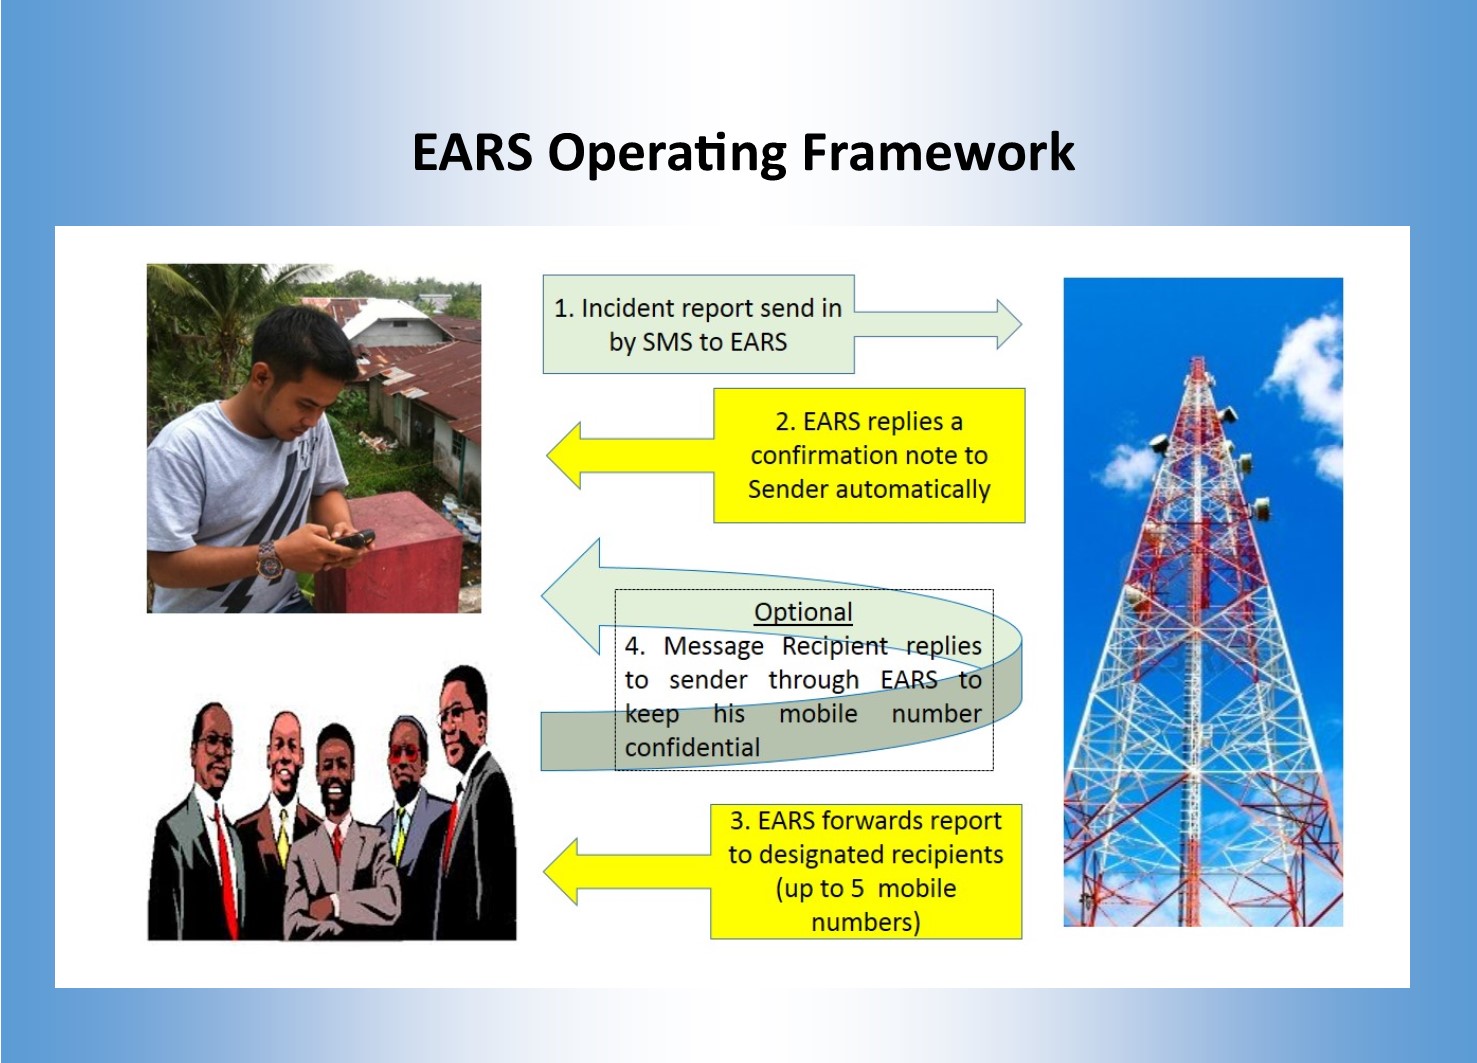 EARS Operating Framework
1. Incident report send in
by SMS to EARS
2. EARS replies a
confirmation note to
Sender automatically
Optional
4. Message Recipient replies
to sender through EARS to
keep his mobile number
confidential
3. EARS forwards report
to designated recipients
(up to 5 mobile
numbers)